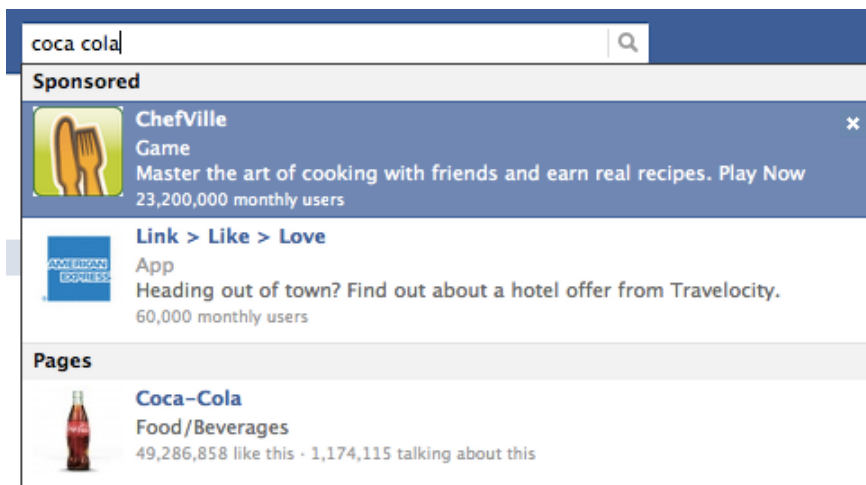 coca cola
Sponsored
ChefVille
Game
Master the art of cooking with friends and earn real recipes. Play Now
23,200,000 monthly users
AMERICAN
EXPRESS
Link > Like > Love
App
Heading out of town? Find out about a hotel offer from Travelocity.
60,000 monthly users
Pages
Coca-Cola
Food/Beverages
49,286,858 like this · 1,174,115 talking about this